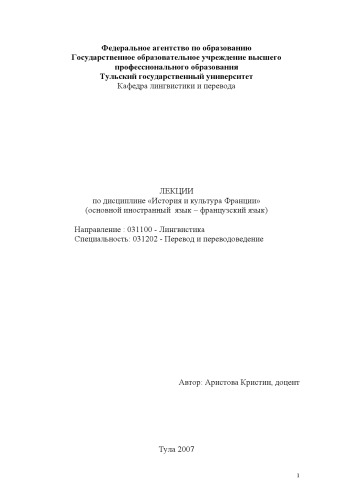 Федеральное агентство по образованию
Государственное образовательное учреждение высшего
профессионального образования
Тульский государственный университет
Кафедра лингвистики и перевода
ЛЕКЦИИ
по дисциплине «История и культура Франции»
(основной иностранный язык – французский язык)
Направление : 031100 - Лингвистика
Специальность: 031202 - Перевод и переводоведение
Автор: Аристова Кристин, доцент
Тула 2007
1